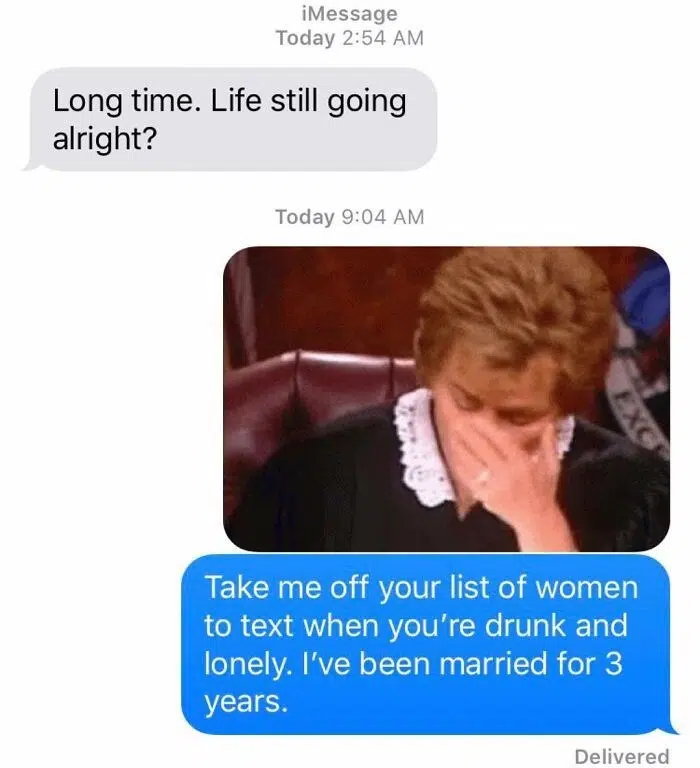 iMessage
Today 2:54 AM
Long time. Life still going
alright?
Today 9:04 AM
EXC
Take me off your list of women
to text when you’re drunk and
lonely. I’ve been married for 3
years.
Delivered